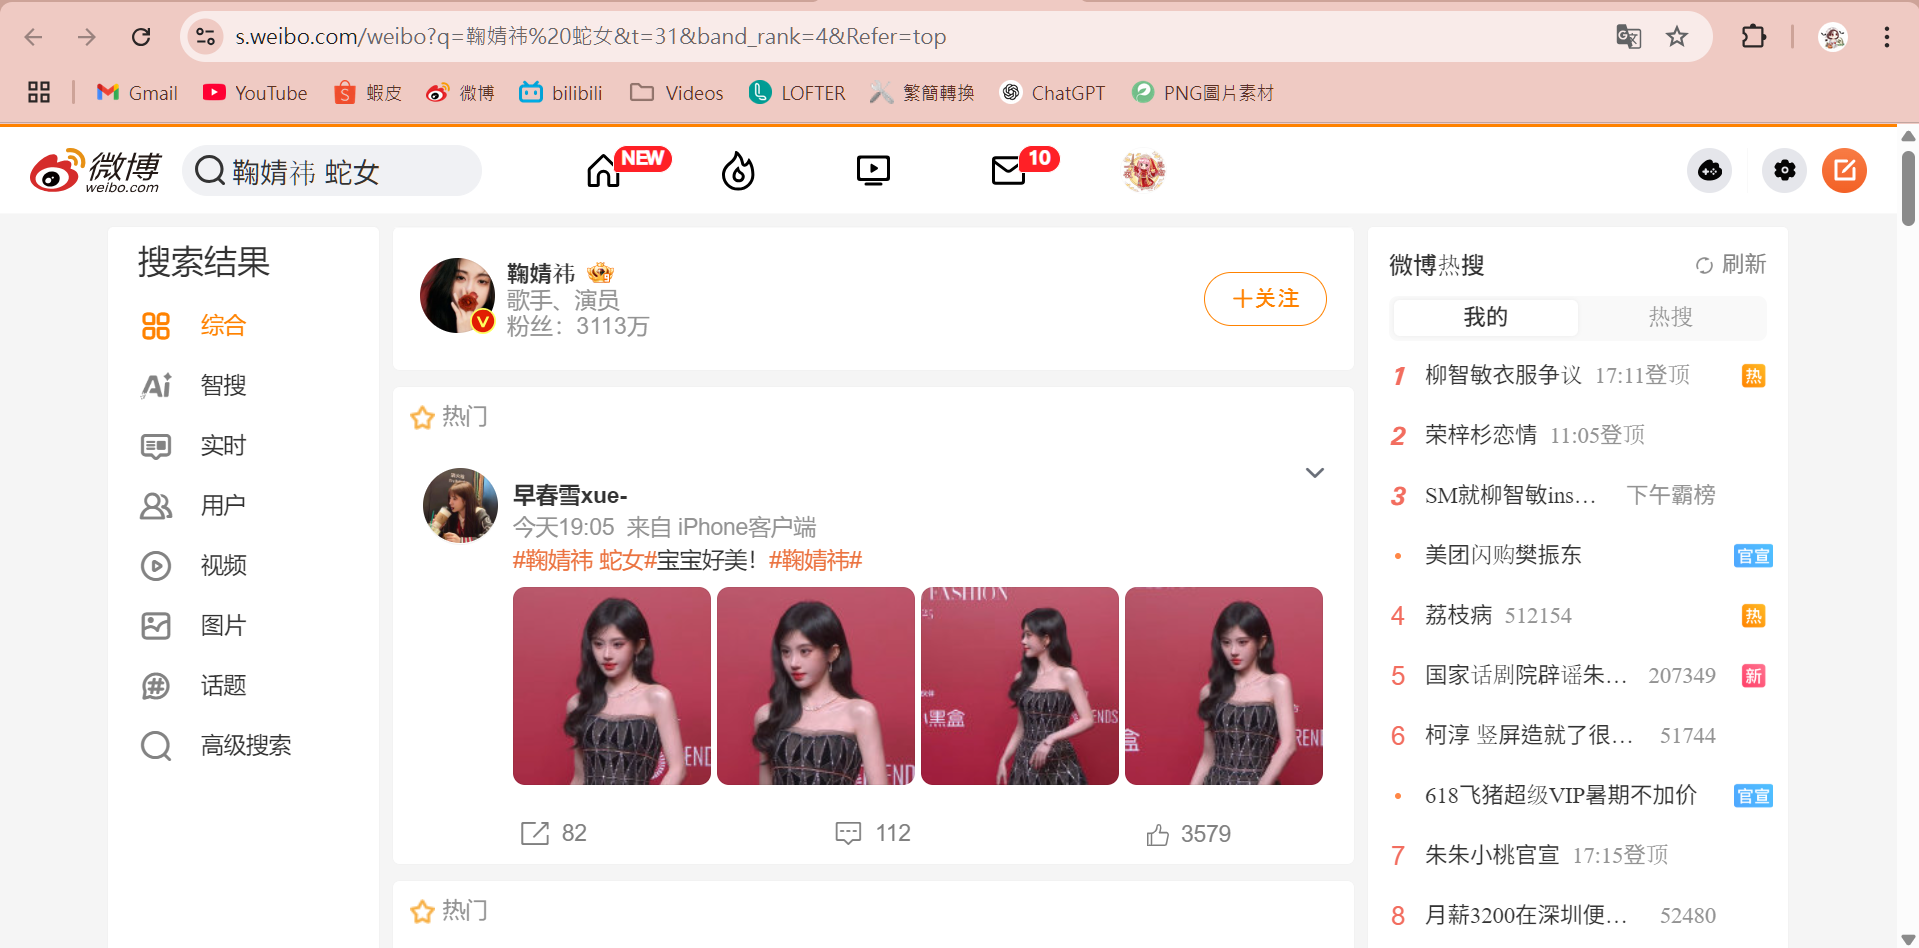 s.weibo.com/weibo?q=鞠婧祎%20蛇女&t=31&band_rank=4&Refer=top
Gmail
YouTube
蝦皮
微博
bilibili
Videos
LOFTER
繁簡轉換
ChatGPT
PNG圖片素材
微博
weibo.com
鞠婧祎 蛇女
NEW
10
搜索结果
综合
智搜
实时
用户
视频
图片
话题
高级搜索
鞠婧祎
歌手、演员
粉丝：3113万
+关注
热门
早春雪xue-
今天19:05 来自 iPhone客户端
#鞠婧祎 蛇女#宝宝好美！#鞠婧祎#
FASHION
25
黑盒
ENDS
END
END
盒
REN
82
112
3579
热门
微博热搜
刷新
我的
热搜
1 柳智敏衣服争议 17:11登顶 热
2 荣梓杉恋情 11:05登顶
3 SM就柳智敏ins… 下午霸榜
• 美团闪购樊振东 官宣
4 荔枝病 512154 热
5 国家话剧院辟谣朱… 207349 新
6 柯淳 竖屏造就了很… 51744
• 618飞猪超级VIP暑期不加价 官宣
7 朱朱小桃官宣 17:15登顶
8 月薪3200在深圳便… 52480